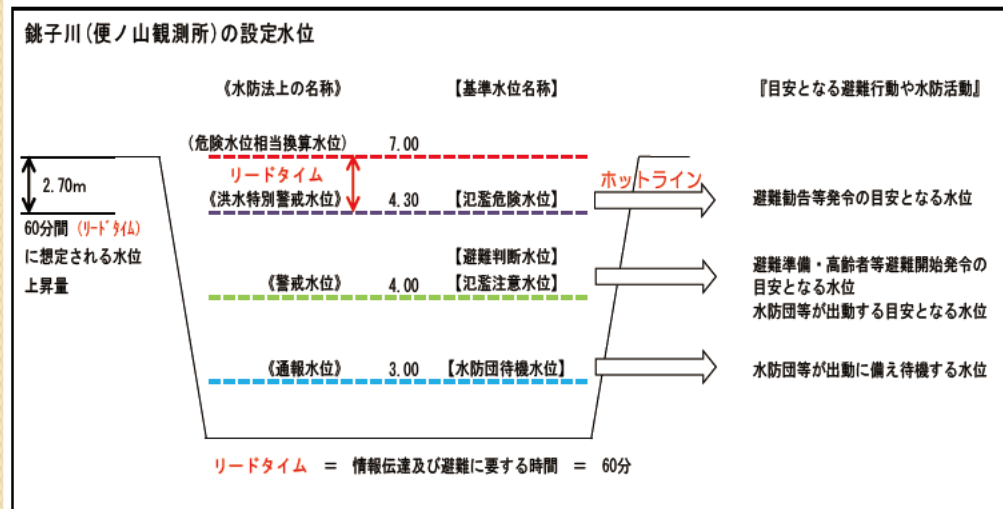 銚子川(便ノ山観測所)の設定水位
《水防法上の名称》 【基準水位名称】 『目安となる避難行動や水防活動』
(危険水位相当換算水位) 7.00
リードタイム
2.70m
ホットライン
《洪水特別警戒水位》 4.30 【氾濫危険水位】 避難勧告等発令の目安となる水位
60分間(リードタイム)
に想定される水位
上昇量
【避難判断水位】
《警戒水位》 4.00 【氾濫注意水位】
避難準備・高齢者等避難開始発令の
目安となる水位
水防団等が出動する目安となる水位
《通報水位》 3.00 【水防団待機水位】 水防団等が出動に備え待機する水位
リードタイム = 情報伝達及び避難に要する時間 = 60分